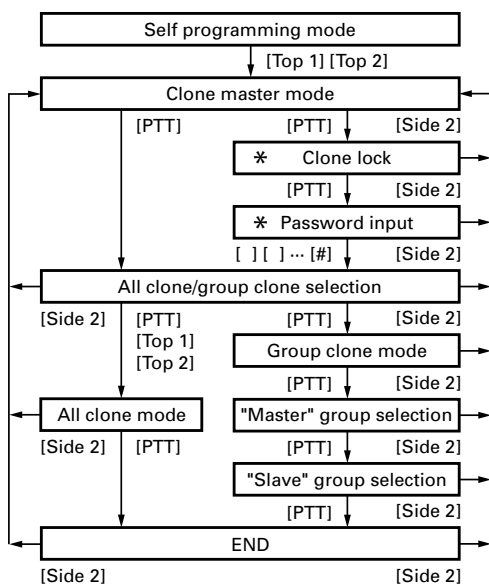 Self programming mode
[Top 1] [Top 2]
Clone master mode
[PTT] [PTT] [Side 2]
* Clone lock
[PTT] [Side 2]
* Password input
[ ] [ ] ··· [#] [Side 2]
All clone/group clone selection
[Side 2] [PTT] [PTT] [Side 2]
[Top 1]
[Top 2]
Group clone mode
[PTT] [Side 2]
All clone mode "Master" group selection
[Side 2] [PTT] [PTT] [Side 2]
"Slave" group selection
[PTT] [Side 2]
END
[Side 2] [Side 2]